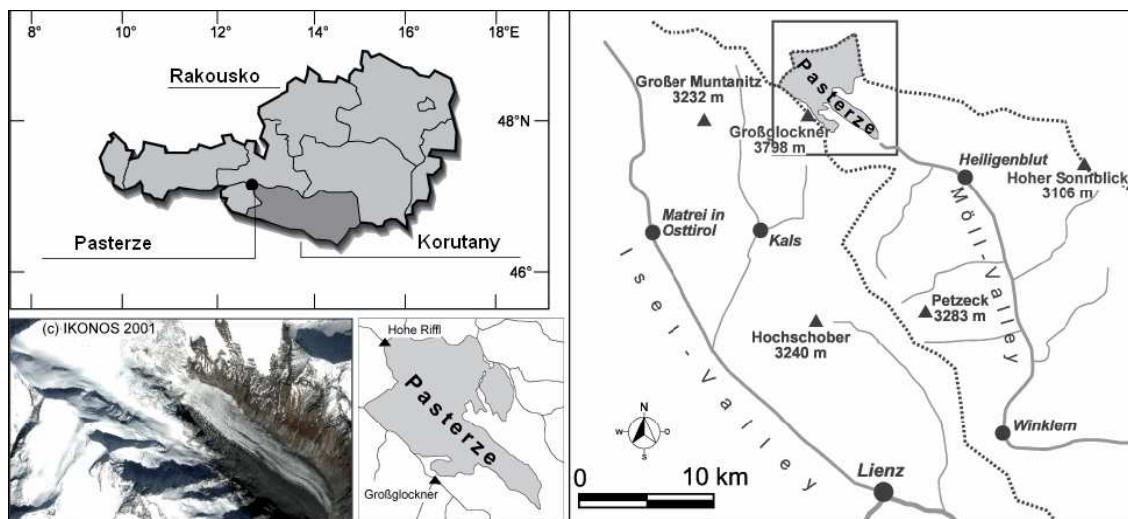 8°
10°
12°
14°
16°
18°E
Rakousko
48°N
Pasterze
Korutany
46°
(c) IKONOS 2001
Hohe Riffl
Pasterze
Großglockner
Großer Muntanitz
3232 m
Pasterze
Großglockner
3798 m
Heiligenblut
Hoher Sonnblick
3106 m
Matrei in
Osttirol
Kals
Möll-Valley
Isel-Valley
Petzeck
3283 m
Hochschober
3240 m
N
W
O
S
Winklern
Lienz
0
10 km